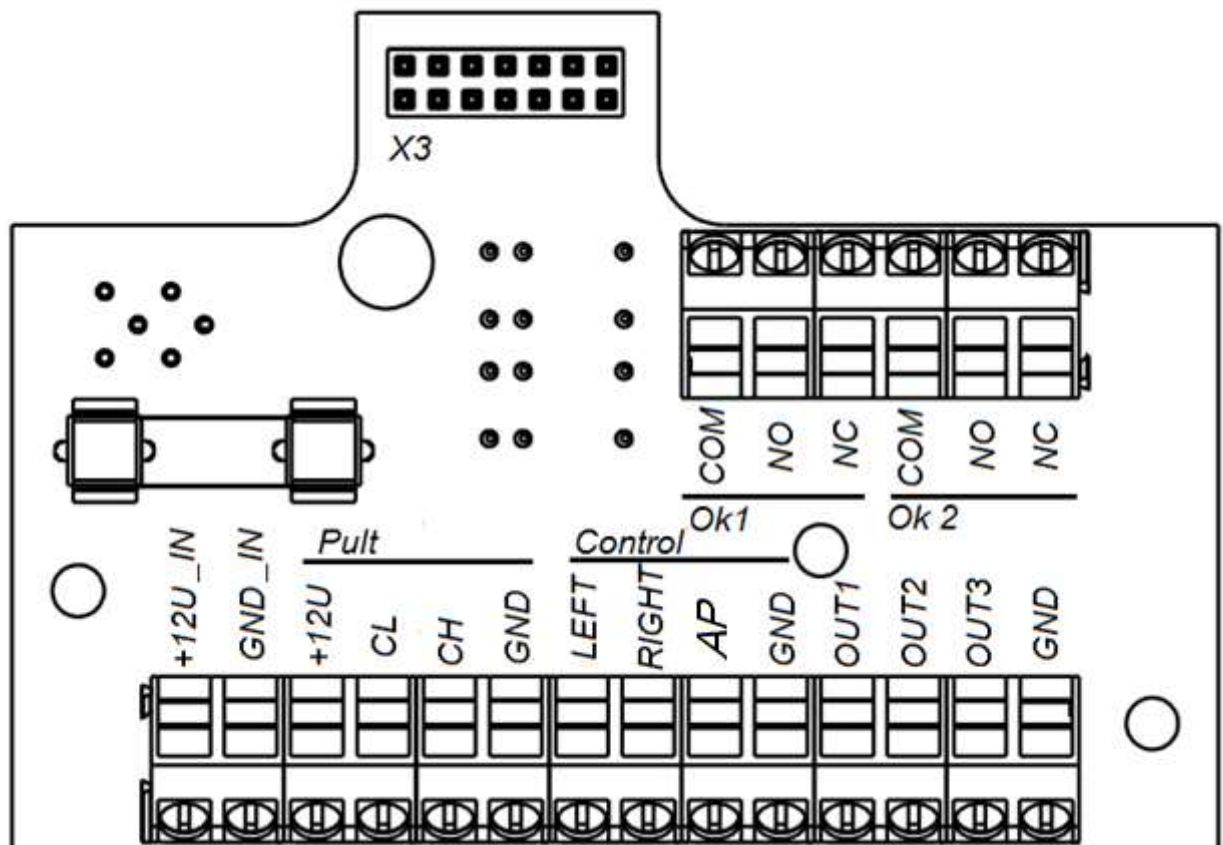 X3
COM NO NC COM NO NC
Ok1 Ok 2
Pult Control
+12U_IN GND_IN +12U CL CH GND LEFT RIGHT AP GND OUT1 OUT2 OUT3 GND